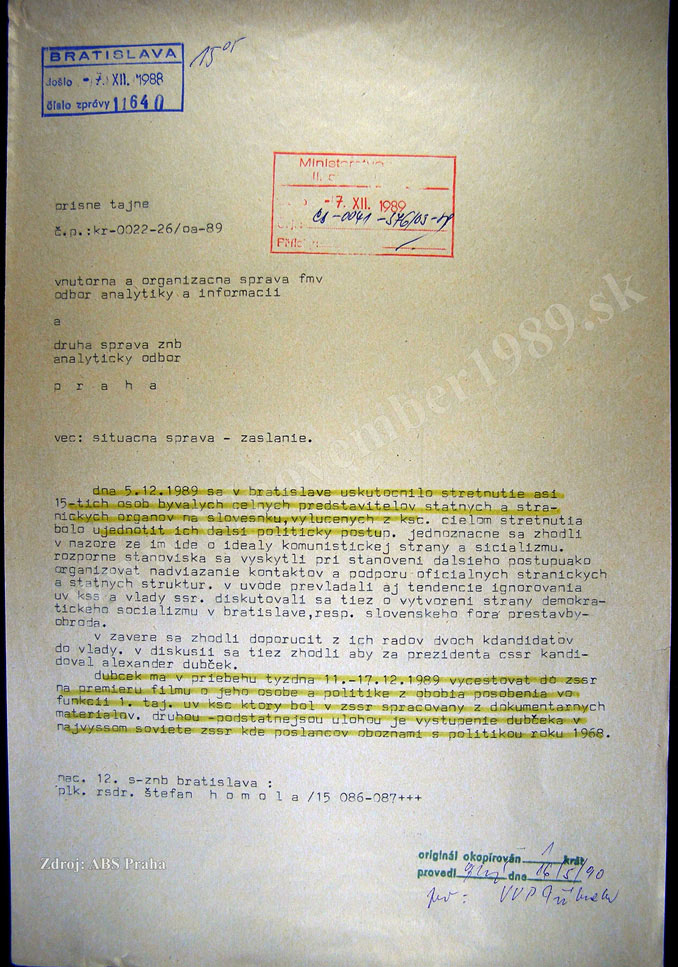 BRATISLAVA
Došlo -7. XII. 1988
číslo zprávy 11640
15 05
Ministerstvo
II.
-7. XII. 1989
prisne tajne
č.p.:kr-0022-26/oa-89
vnutorna a organizacna sprava fmv
odbor analytiky a informacii
a
druha sprava znb
analyticky odbor
p r a h a
vec: situacna sprava - zaslanie.
dna 5.12.1989 sa v bratislave uskutocnilo stretnutie asi
15-tich osob byvalych celnych predstavitelov statnych a stra-
nickych organov na slovesnku,vylucenych z ksc. cielom stretnutia
bolo ujednotit ich dalsi politicky postup. jednoznacne sa zhodli
v nazore ze im ide o idealy komunistickej strany a sicializmu.
rozporne stanoviska sa vyskytli pri stanoveni dalsieho postupuako
organizovat nadviazanie kontaktov a podporu oficialnych stranickych
a statnych struktur. v uvode prevladali aj tendencie ignorovania
uv kss a vlady ssr. diskutovali sa tiez o vytvoreni strany demokra-
tickeho socializmu v bratislave,resp. slovenskeho fora prestavby-
obroda.
v zavere sa zhodli doporucit z ich radov dvoch kdandidatov
do vlady. v diskusii sa tiez zhodli aby za prezidenta cssr kandi-
doval alexander dubček.
dubcek ma v priebehu tyzdna 11.-17.12.1989 vycestovat do zssr
na premieru filmu o jeho osobe a politike z obobia posobenia vo
funkcii 1. taj. uv ksc ktory bol v zssr spracovany z dokumentarnych
materialov. druhou -podstatnejsou ulohou je vystupenie dubčeka v
najvyssom soviete zssr kde poslancov oboznami s politikou roku 1968.
nac. 12. s-znb bratislava :
plk. rsdr. štefan h o m o l a /15 086-087+++
Zdroj: ABS Praha
originál okopírován 1 krát
provedl dne 16/5/90
november1989.sk